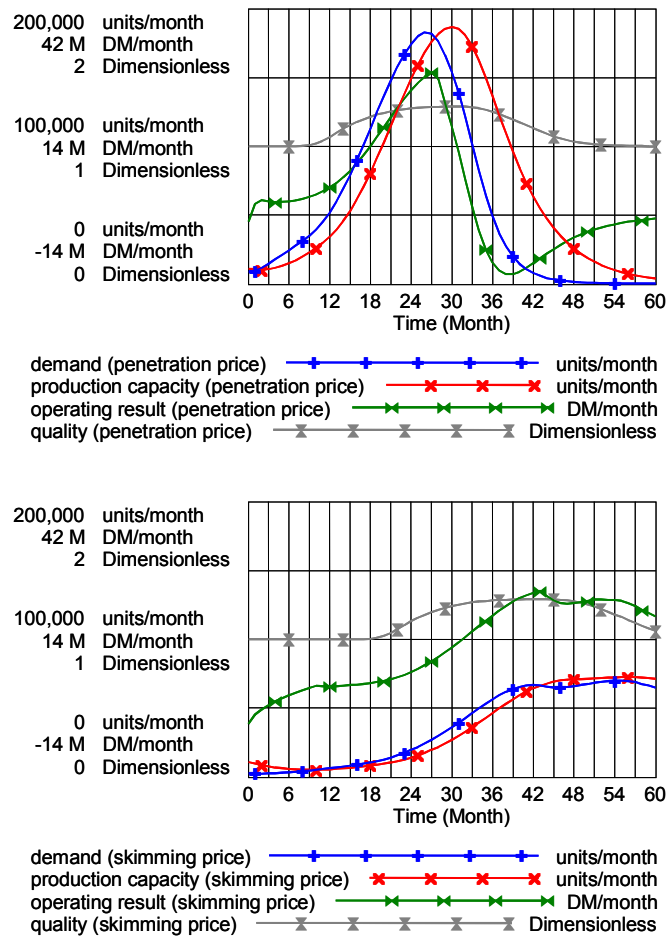 200,000 units/month
42 M DM/month
2 Dimensionless
100,000 units/month
14 M DM/month
1 Dimensionless
0 units/month
-14 M DM/month
0 Dimensionless
0 6 12 18 24 30 36 42 48 54 60
Time (Month)
demand (penetration price) units/month
production capacity (penetration price) units/month
operating result (penetration price) DM/month
quality (penetration price) Dimensionless
200,000 units/month
42 M DM/month
2 Dimensionless
100,000 units/month
14 M DM/month
1 Dimensionless
0 units/month
-14 M DM/month
0 Dimensionless
0 6 12 18 24 30 36 42 48 54 60
Time (Month)
demand (skimming price) units/month
production capacity (skimming price) units/month
operating result (skimming price) DM/month
quality (skimming price) Dimensionless